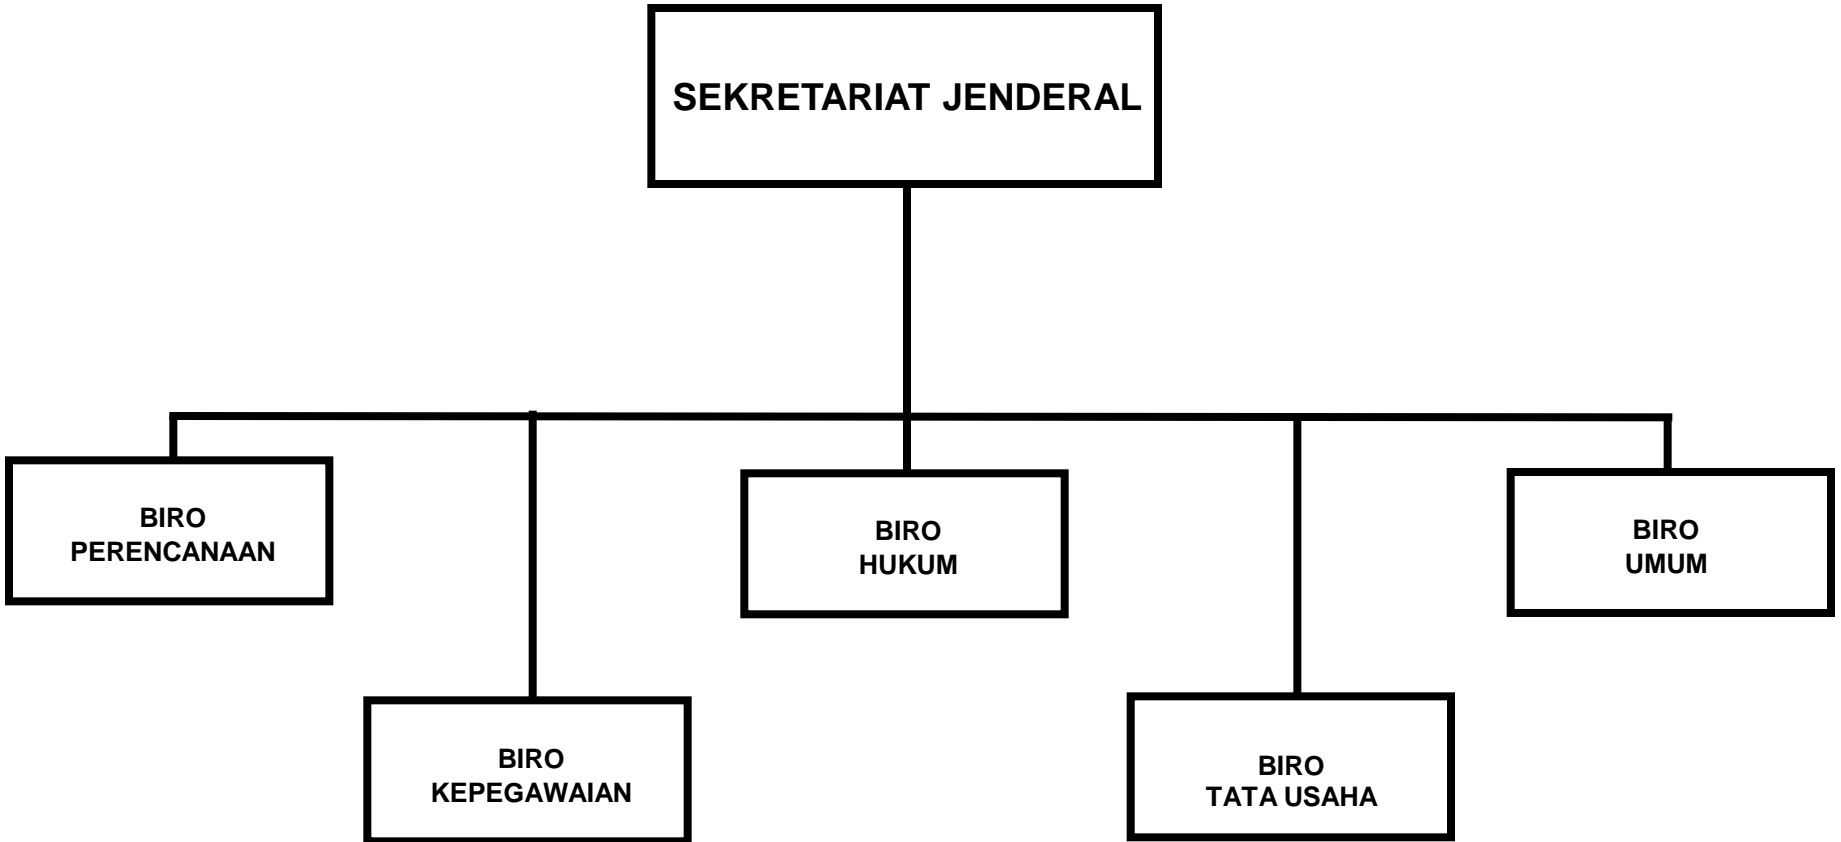 SEKRETARIAT JENDERAL
BIRO
PERENCANAAN
BIRO
HUKUM
BIRO
UMUM
BIRO
KEPEGAWAIAN
BIRO
TATA USAHA